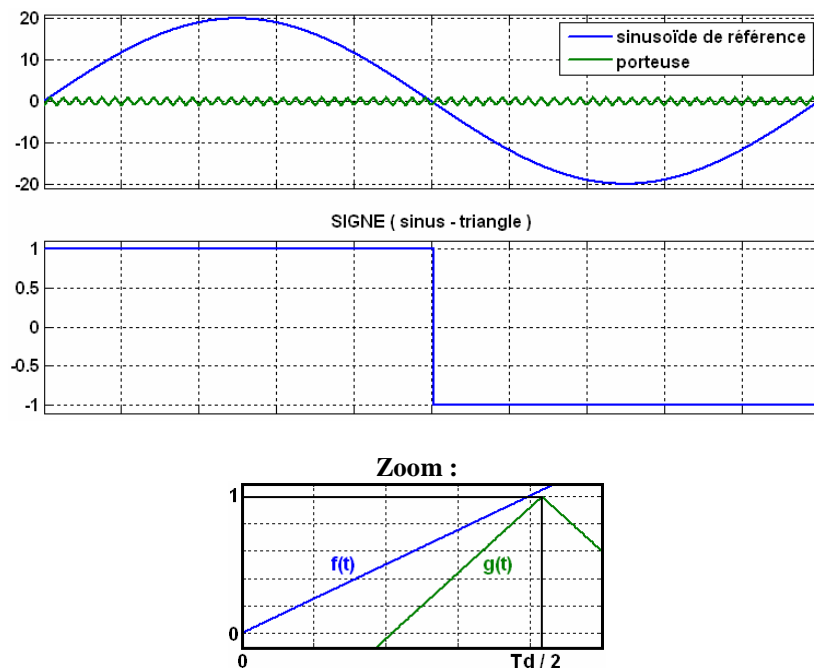 20
10
0
-10
-20
sinusoïde de référence
porteuse
SIGNE ( sinus - triangle )
1
0.5
0
-0.5
-1
Zoom :
1
0
f(t)
g(t)
0
Td / 2